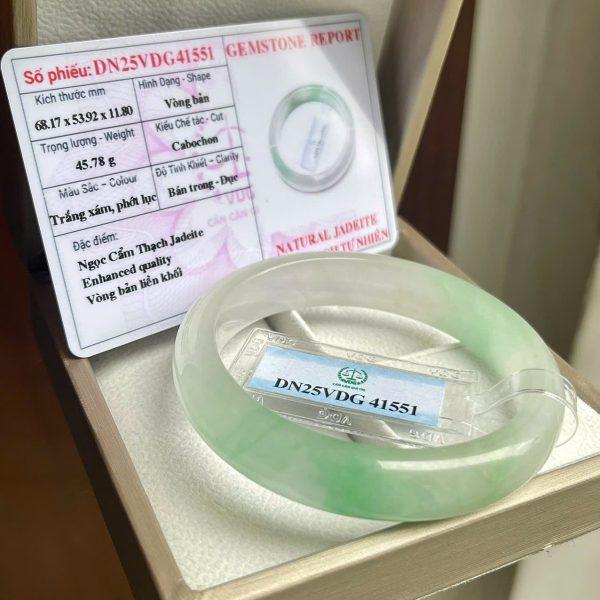 Số phiếu: DN25VDG41551
GEMSTONE REPORT
Kích thước mm
68.17 x 53.92 x 11.80
Hình Dạng - Shape
Vòng bản
Trọng lượng - Weight
45.78 g
Kiểu Chế tác - Cut
Cabochon
Màu Sắc - Colour
Trắng xám, phớt lục
Độ Tinh Khiết - Clarity
Bán trong - Đục
Đặc điểm:
Ngọc Cẩm Thạch Jadeite
Enhanced quality
Vòng bản liền khối
NATURAL JADEITE
TỰ NHIÊN
VDG
DN25VDG 41551